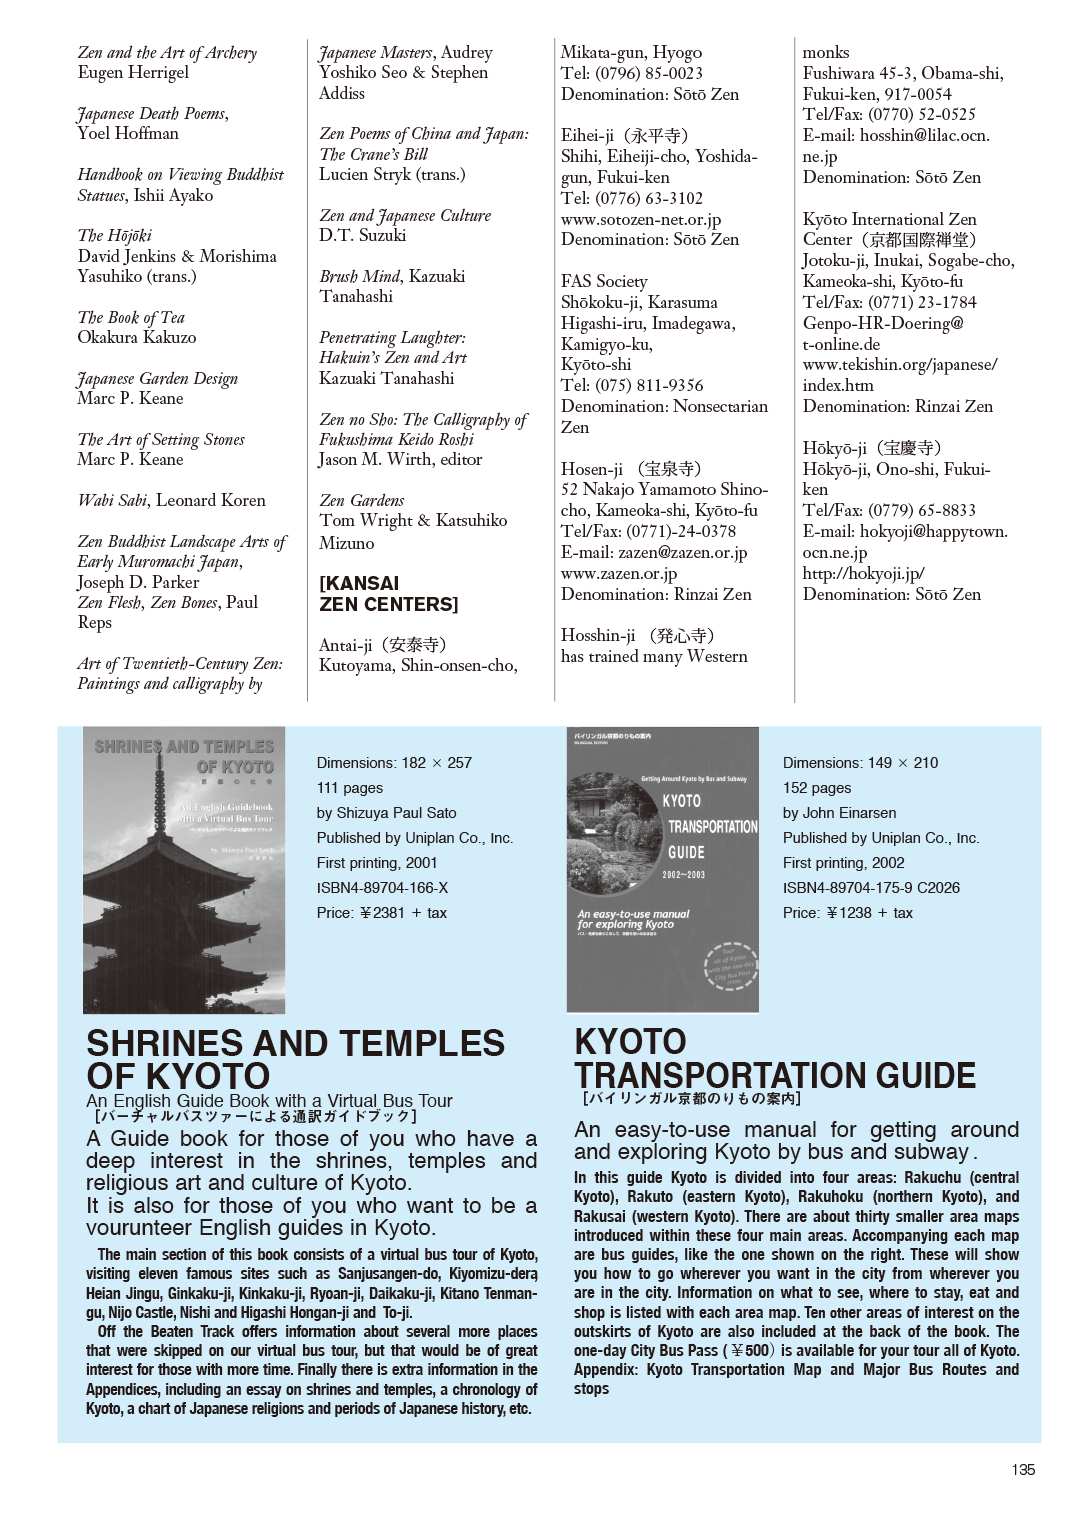 Zen and the Art of Archery
Eugen Herrigel
Japanese Death Poems,
Yoel Hoffman
Handbook on Viewing Buddhist
Statues, Ishii Ayako
The Hōjōki
David Jenkins & Morishima
Yasuhiko (trans.)
The Book of Tea
Okakura Kakuzo
Japanese Garden Design
Marc P. Keane
The Art of Setting Stones
Marc P. Keane
Wabi Sabi, Leonard Koren
Zen Buddhist Landscape Arts of
Early Muromachi Japan,
Joseph D. Parker
Zen Flesh, Zen Bones, Paul
Reps
Art of Twentieth-Century Zen:
Paintings and calligraphy by
Japanese Masters, Audrey
Yoshiko Seo & Stephen
Addiss
Zen Poems of China and Japan:
The Crane's Bill
Lucien Stryk (trans.)
Zen and Japanese Culture
D.T. Suzuki
Brush Mind, Kazuaki
Tanahashi
Penetrating Laughter:
Hakuin's Zen and Art
Kazuaki Tanahashi
Zen no Sho: The Calligraphy of
Fukushima Keido Roshi
Jason M. Wirth, editor
Zen Gardens
Tom Wright & Katsuhiko
Mizuno
[KANSAI
ZEN CENTERS]
Antai-ji（安泰寺）
Kutoyama, Shin-onsen-cho,
Mikata-gun, Hyogo
Tel: (0796) 85-0023
Denomination: Sōtō Zen
Eihei-ji（永平寺）
Shihi, Eiheiji-cho, Yoshida-
gun, Fukui-ken
Tel: (0776) 63-3102
www.sotozen-net.or.jp
Denomination: Sōtō Zen
FAS Society
Shōkoku-ji, Karasuma
Higashi-iru, Imadegawa,
Kamigyo-ku,
Kyōto-shi
Tel: (075) 811-9356
Denomination: Nonsectarian
Zen
Hosen-ji （宝泉寺）
52 Nakajo Yamamoto Shino-
cho, Kameoka-shi, Kyōto-fu
Tel/Fax: (0771)-24-0378
E-mail: zazen@zazen.or.jp
www.zazen.or.jp
Denomination: Rinzai Zen
Hosshin-ji （発心寺）
has trained many Western
monks
Fushiwara 45-3, Obama-shi,
Fukui-ken, 917-0054
Tel/Fax: (0770) 52-0525
E-mail: hosshin@lilac.ocn.
ne.jp
Denomination: Sōtō Zen
Kyōto International Zen
Center（京都国際禅堂）
Jotoku-ji, Inukai, Sogabe-cho,
Kameoka-shi, Kyōto-fu
Tel/Fax: (0771) 23-1784
Genpo-HR-Doering@
t-online.de
www.tekishin.org/japanese/
index.htm
Denomination: Rinzai Zen
Hōkyō-ji（宝慶寺）
Hōkyō-ji, Ono-shi, Fukui-
ken
Tel/Fax: (0779) 65-8833
E-mail: hokyoji@happytown.
ocn.ne.jp
http://hokyoji.jp/
Denomination: Sōtō Zen
SHRINES AND TEMPLES
OF KYOTO
An English Guidebook
with a Virtual Bus Tour
by Shizuya Paul Sato
Dimensions: 182 × 257
111 pages
by Shizuya Paul Sato
Published by Uniplan Co., Inc.
First printing, 2001
ISBN4-89704-166-X
Price: ￥2381 + tax
SHRINES AND TEMPLES
OF KYOTO
An English Guide Book with a Virtual Bus Tour
［バーチャルバスツァーによる通訳ガイドブック］
A Guide book for those of you who have a
deep interest in the shrines, temples and
religious art and culture of Kyoto.
It is also for those of you who want to be a
vourunteer English guides in Kyoto.
The main section of this book consists of a virtual bus tour of Kyoto,
visiting eleven famous sites such as Sanjusangen-do, Kiyomizu-dera,
Heian Jingu, Ginkaku-ji, Kinkaku-ji, Ryoan-ji, Daikaku-ji, Kitano Tenman-
gu, Nijo Castle, Nishi and Higashi Hongan-ji and To-ji.
Off the Beaten Track offers information about several more places
that were skipped on our virtual bus tour, but that would be of great
interest for those with more time. Finally there is extra information in the
Appendices, including an essay on shrines and temples, a chronology of
Kyoto, a chart of Japanese religions and periods of Japanese history, etc.
バイリンガル京都のりもの案内
BILINGUAL EDITION
Getting Around Kyoto by Bus and Subway
KYOTO
TRANSPORTATION
GUIDE
2002～2003
An easy-to-use manual
for exploring Kyoto
Tour
all of Kyoto
with the one-day
City Bus Pass
Dimensions: 149 × 210
152 pages
by John Einarsen
Published by Uniplan Co., Inc.
First printing, 2002
ISBN4-89704-175-9 C2026
Price: ￥1238 + tax
KYOTO
TRANSPORTATION GUIDE
［バイリンガル京都のりもの案内］
An easy-to-use manual for getting around
and exploring Kyoto by bus and subway .
In this guide Kyoto is divided into four areas: Rakuchu (central
Kyoto), Rakuto (eastern Kyoto), Rakuhoku (northern Kyoto), and
Rakusai (western Kyoto). There are about thirty smaller area maps
introduced within these four main areas. Accompanying each map
are bus guides, like the one shown on the right. These will show
you how to go wherever you want in the city from wherever you
are in the city. Information on what to see, where to stay, eat and
shop is listed with each area map. Ten other areas of interest on the
outskirts of Kyoto are also included at the back of the book. The
one-day City Bus Pass (￥500) is available for your tour all of Kyoto.
Appendix: Kyoto Transportation Map and Major Bus Routes and
stops
135